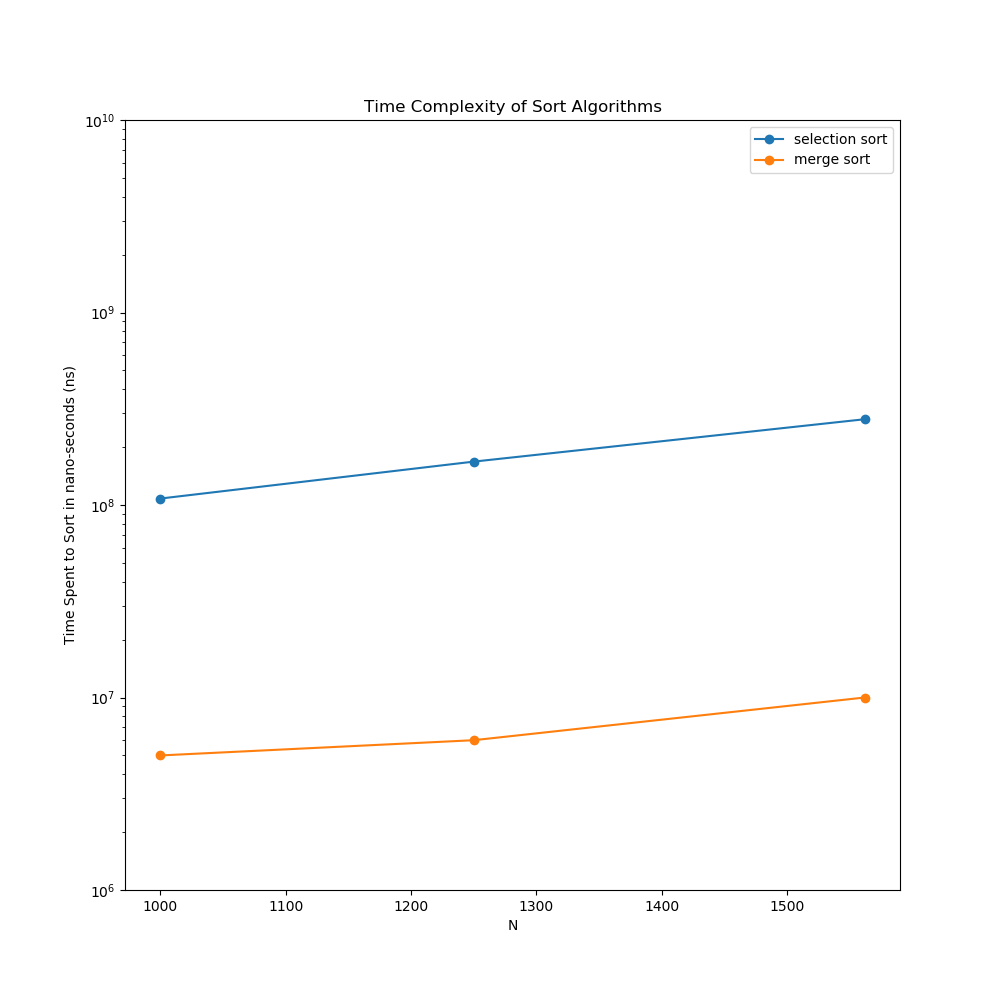 Time Complexity of Sort Algorithms
selection sort
merge sort
10^10
10^9
10^8
10^7
10^6
Time Spent to Sort in nano-seconds (ns)
1000 1100 1200 1300 1400 1500
N